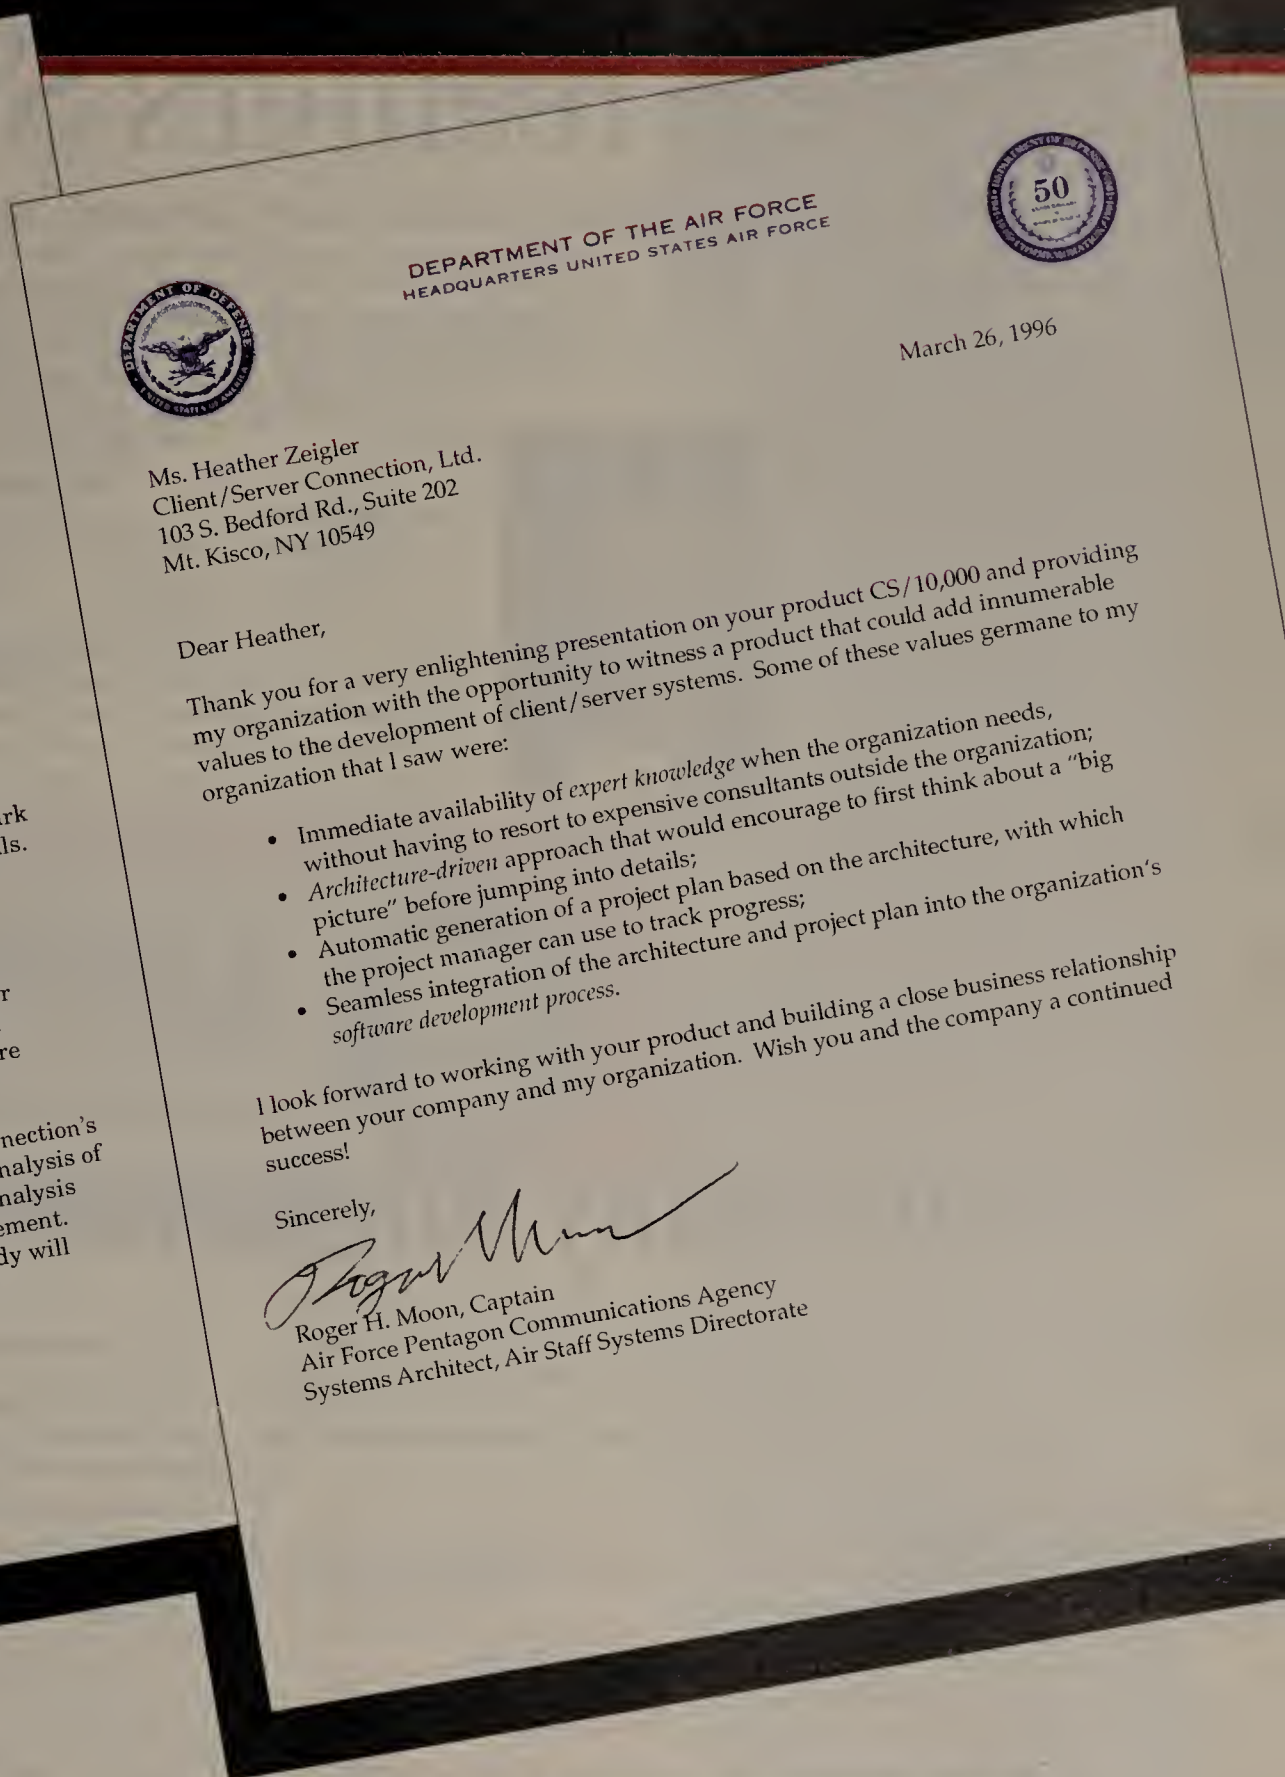 DEPARTMENT OF THE AIR FORCE
HEADQUARTERS UNITED STATES AIR FORCE
DEPARTMENT OF DEFENSE
UNITED STATES OF AMERICA
50
March 26, 1996
Ms. Heather Zeigler
Client/Server Connection, Ltd.
103 S. Bedford Rd., Suite 202
Mt. Kisco, NY 10549
Dear Heather,
Thank you for a very enlightening presentation on your product CS/10,000 and providing
my organization with the opportunity to witness a product that could add innumerable
values to the development of client/server systems. Some of these values germane to my
organization that I saw were:
• Immediate availability of expert knowledge when the organization needs,
without having to resort to expensive consultants outside the organization;
• Architecture-driven approach that would encourage to first think about a "big
picture" before jumping into details;
• Automatic generation of a project plan based on the architecture, with which
the project manager can use to track progress;
• Seamless integration of the architecture and project plan into the organization's
software development process.
I look forward to working with your product and building a close business relationship
between your company and my organization. Wish you and the company a continued
success!
Sincerely,
Roger Moon
Roger H. Moon, Captain
Air Force Pentagon Communications Agency
Systems Architect, Air Staff Systems Directorate
rk
ls.
r
re
nection's
nalysis of
nalysis
ement.
dy will